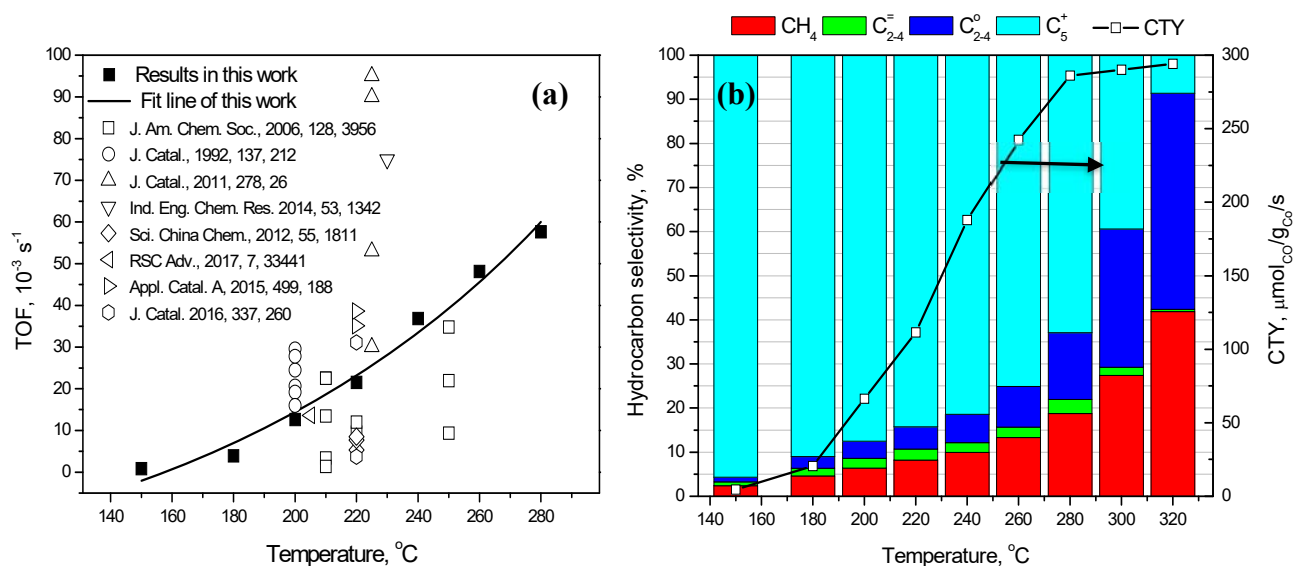 (a)
Results in this work
Fit line of this work
J. Am. Chem. Soc., 2006, 128, 3956
J. Catal., 1992, 137, 212
J. Catal., 2011, 278, 26
Ind. Eng. Chem. Res. 2014, 53, 1342
Sci. China Chem., 2012, 55, 1811
RSC Adv., 2017, 7, 33441
Appl. Catal. A, 2015, 499, 188
J. Catal. 2016, 337, 260
TOF, 10⁻³ s⁻¹
100
90
80
70
60
50
40
30
20
10
0
140 160 180 200 220 240 260 280
Temperature, °C
CH₄ C₂₋₄⁼ C₂₋₄ᵒ C₅⁺ CTY
(b)
Hydrocarbon selectivity, %
100
90
80
70
60
50
40
30
20
10
0
140 160 180 200 220 240 260 280 300 320
Temperature, °C
300
250
200
150
100
50
0
CTY, μmol_CO/g_Co/s